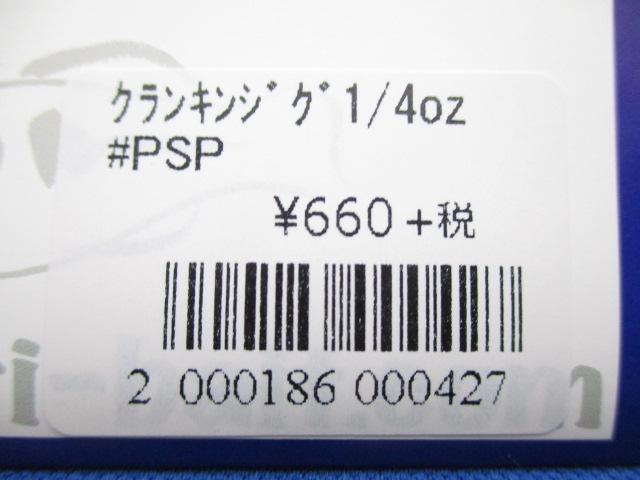 ｸﾗﾝｷﾝｼﾞｸﾞ1/4oz
#PSP
¥660+税
2 000186 000427